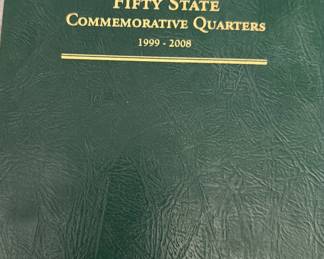 FIFTY STATE
COMMEMORATIVE QUARTERS
1999 - 2008